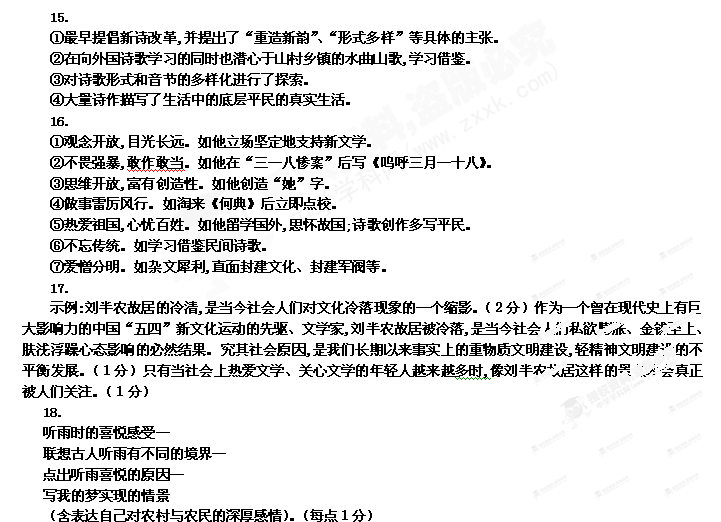 15.
①最早提倡新诗改革,并提出了“重造新韵”、“形式多样”等具体的主张。
②在向外国诗歌学习的同时也潜心于山村乡镇的水曲山歌,学习借鉴。
③对诗歌形式和音节的多样化进行了探索。
④大量诗作描写了生活中的底层平民的真实生活。
16.
①观念开放,目光长远。如他立场坚定地支持新文学。
②不畏强暴,敢作敢当。如他在“三一八惨案”后写《呜呼三月一十八》。
③思维开放,富有创造性。如他创造“她”字。
④做事雷厉风行。如淘来《何典》后立即点校。
⑤热爱祖国,心忧百姓。如他留学国外,思怀故国;诗歌创作多写平民。
⑥不忘传统。如学习借鉴民间诗歌。
⑦爱憎分明。如杂文犀利,直面封建文化、封建军阀等。
17.
示例:刘半农故居的冷清,是当今社会人们对文化冷落现象的一个缩影。(2分)作为一个曾在现代史上有巨
大影响力的中国“五四”新文化运动的先驱、文学家,刘半农故居被冷落,是当今社会人们私欲膨胀、金钱至上、
肤浅浮躁心态影响的必然结果。究其社会原因,是我们长期以来事实上的重物质文明建设,轻精神文明建设的不
平衡发展。(1分)只有当社会上热爱文学、关心文学的年轻人越来越多时,像刘半农故居这样的 会真正
被人们关注。(1分)
18.
听雨时的喜悦感受—
联想古人听雨有不同的境界—
点出听雨喜悦的原因—
写我的梦实现的情景
(含表达自己对农村与农民的深厚感情)。(每点1分)